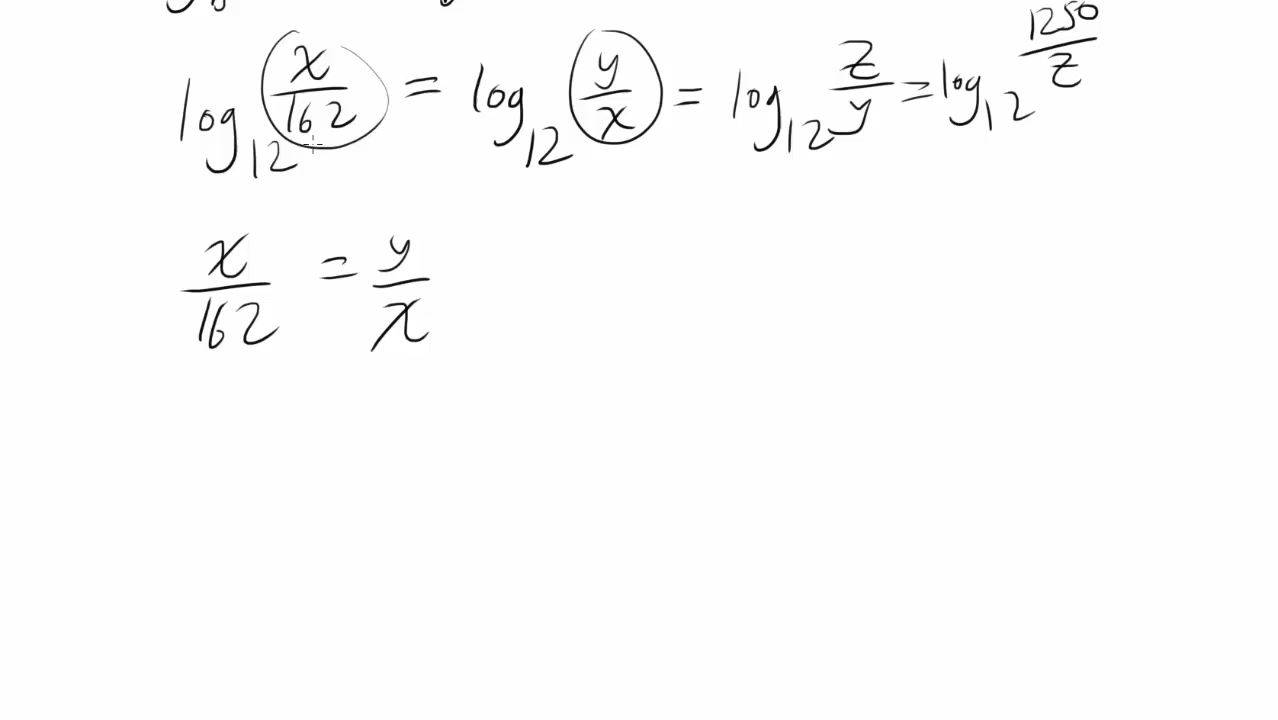 log₁₂ (x/162) = log₁₂ (y/x) = log₁₂ z/y = log₁₂ 1250/z
x/162 = y/x